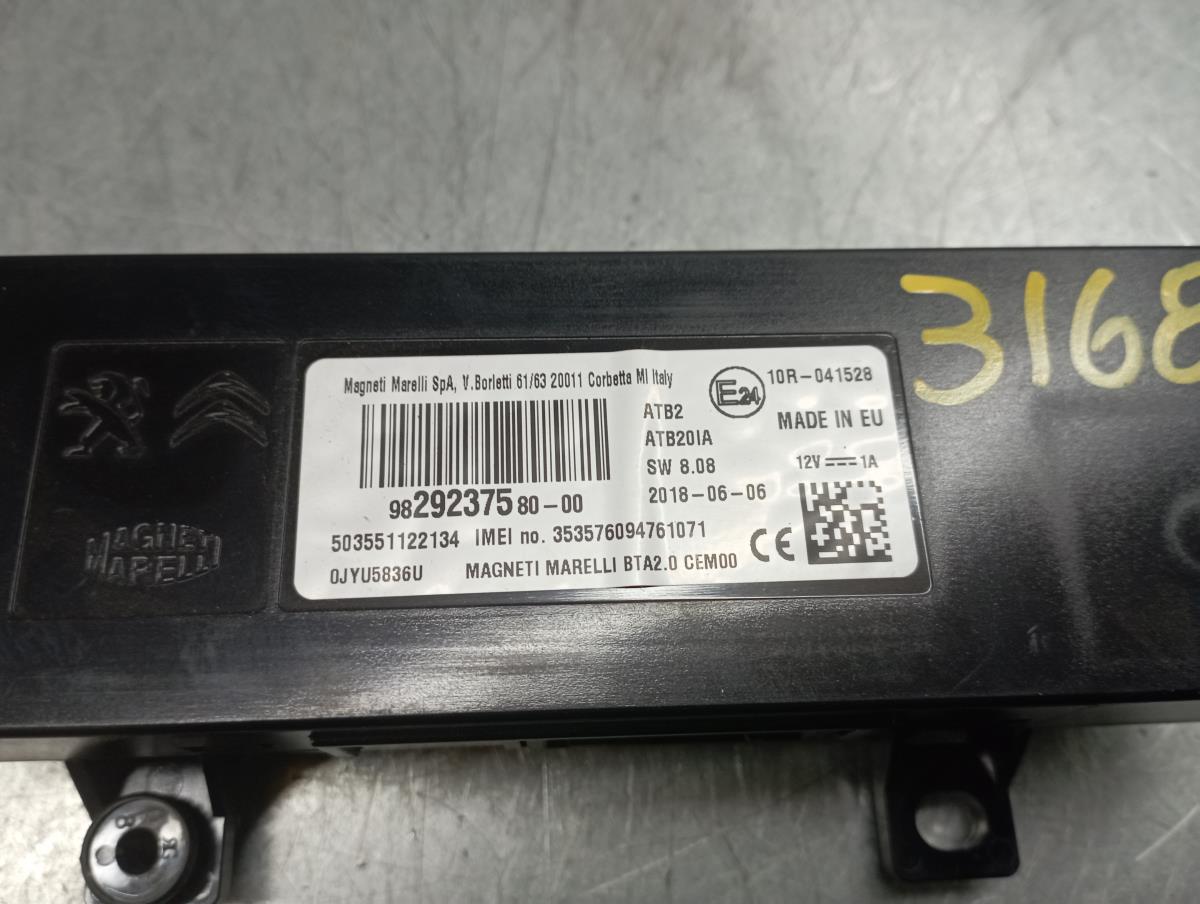 3168
MAGNETI
MARELLI
Magneti Marelli SpA, V.Borletti 61/63 20011 Corbetta MI Italy
9829237580-00
503551122134 IMEI no. 353576094761071
0JYU5836U MAGNETI MARELLI BTA2.0 CEM00
ATB2
ATB20IA
SW 8.08
2018-06-06
E24
10R-041528
MADE IN EU
12V 1A
CE